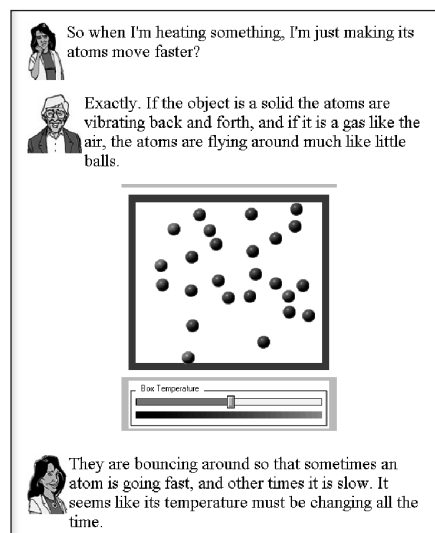 So when I'm heating something, I'm just making its
atoms move faster?
Exactly. If the object is a solid the atoms are
vibrating back and forth, and if it is a gas like the
air, the atoms are flying around much like little
balls.
Box Temperature
They are bouncing around so that sometimes an
atom is going fast, and other times it is slow. It
seems like its temperature must be changing all the
time.